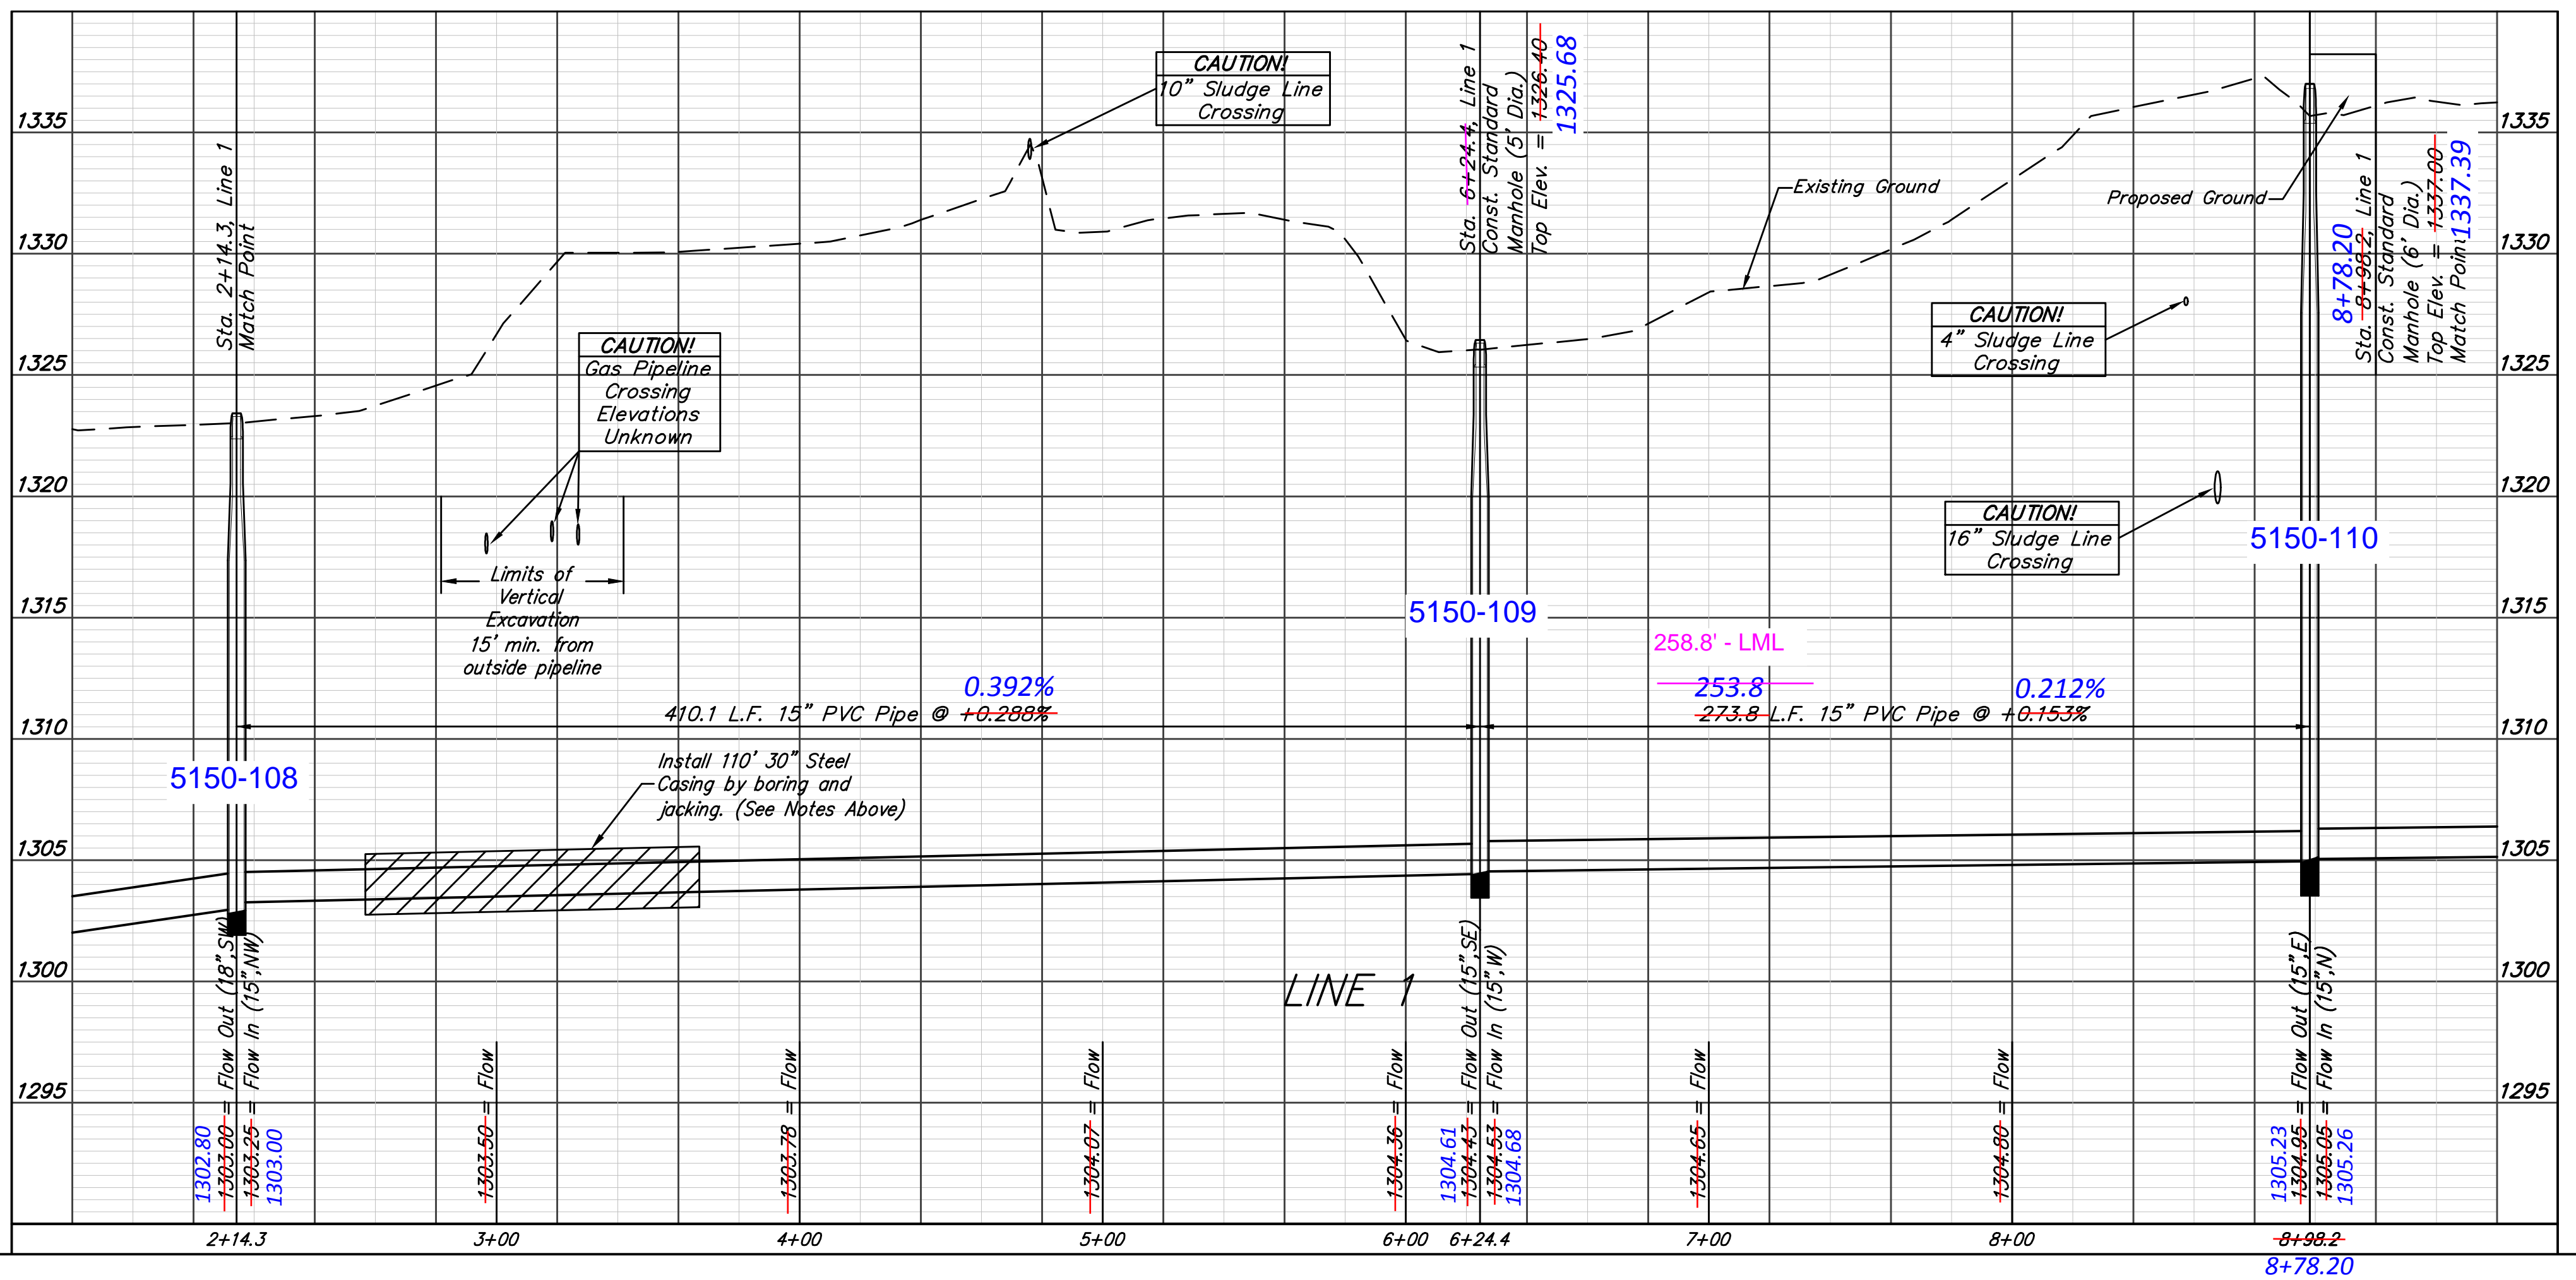 CAUTION!
10" Sludge Line
Crossing
Sta. 6+24.4, Line 1
Const. Standard
Manhole (5' Dia.)
Top Elev. = 1326.40
1325.68
1335
1335
Sta. 2+14.3, Line 1
Match Point
Existing Ground
Proposed Ground
8+78.20
Sta. 8+98.2, Line 1
Const. Standard
Manhole (6' Dia.)
Top Elev. = 1337.00
Match Point
1337.39
1330
1330
CAUTION!
4" Sludge Line
Crossing
CAUTION!
Gas Pipeline
Crossing
Elevations
Unknown
1325
1325
1320
1320
CAUTION!
16" Sludge Line
Crossing
5150-110
Limits of
Vertical
Excavation
15' min. from
outside pipeline
1315
5150-109
1315
258.8' - LML
0.392%
253.8
0.212%
410.1 L.F. 15" PVC Pipe @ +0.288%
273.8 L.F. 15" PVC Pipe @ +0.153%
1310
1310
5150-108
Install 110' 30" Steel
Casing by boring and
jacking. (See Notes Above)
1305
1305
1300
1300
LINE 1
1295
1295
1302.80
1303.00 = Flow Out (18",SW)
1303.25 = Flow In (15",NW)
1303.00
1303.50 = Flow
1303.78 = Flow
1304.07 = Flow
1304.36 = Flow
1304.61
1304.43 = Flow Out (15",SE)
1304.53 = Flow In (15",W)
1304.68
1304.65 = Flow
1304.80 = Flow
1305.23
1304.95 = Flow Out (15",E)
1305.05 = Flow In (15",N)
1305.26
2+14.3
3+00
4+00
5+00
6+00
6+24.4
7+00
8+00
8+98.2
8+78.20